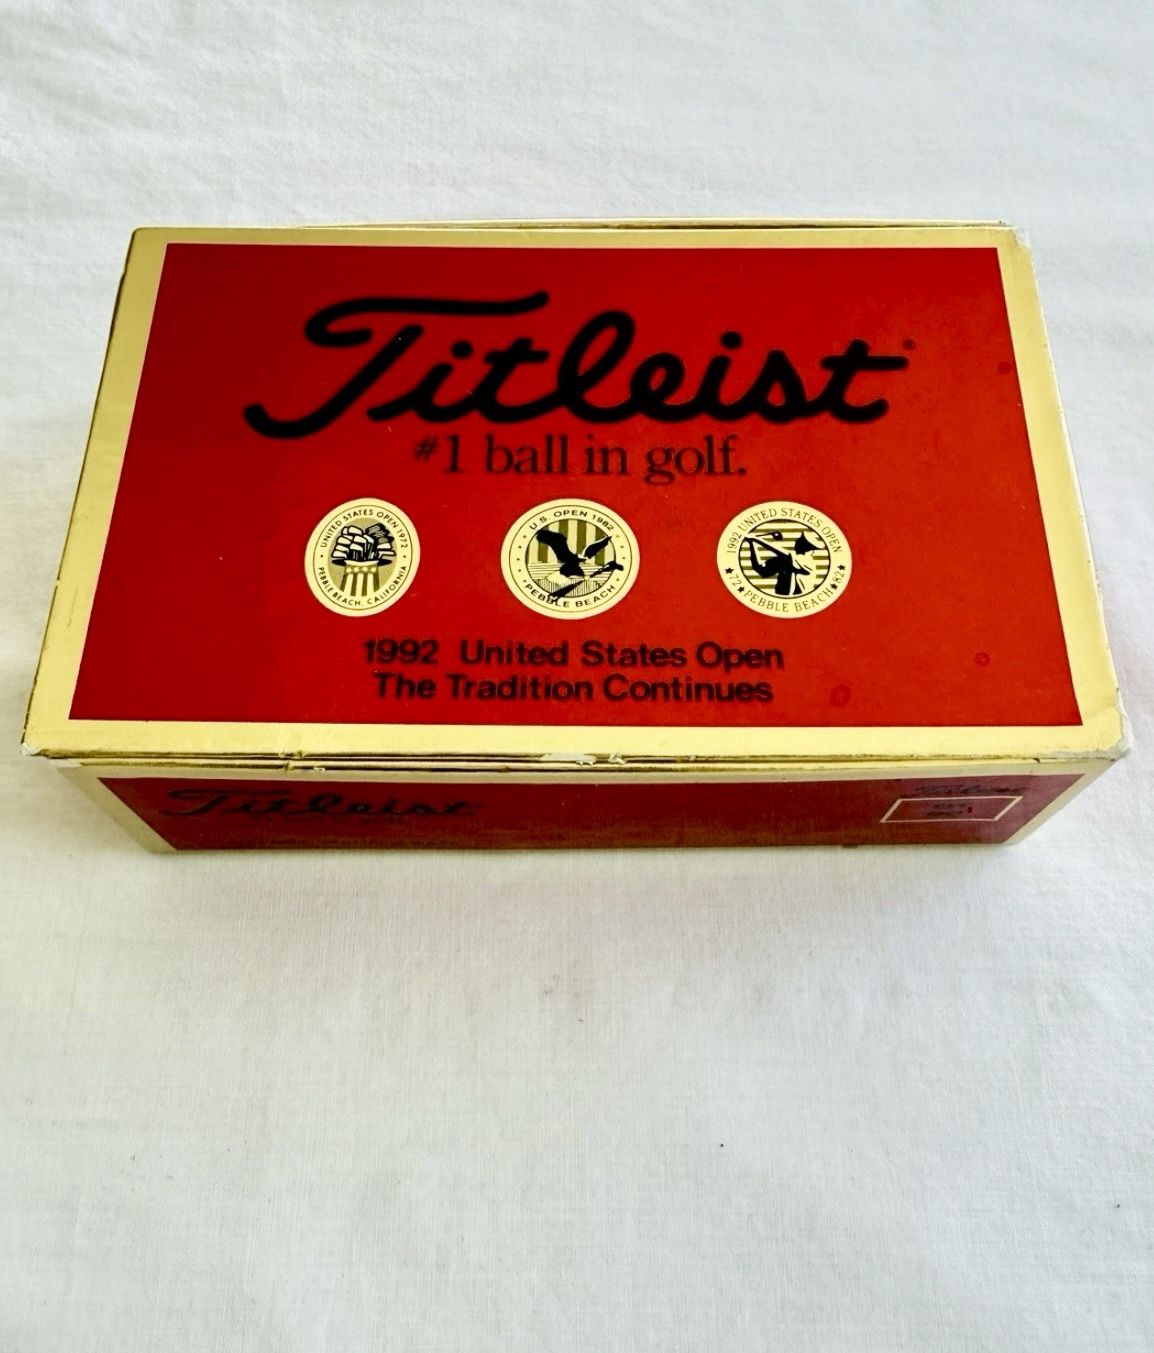 Titleist
#1 ball in golf.
UNITED STATES OPEN 1972
PEBBLE BEACH, CALIFORNIA
U.S. OPEN 1982
PEBBLE BEACH
1992 UNITED STATES OPEN
'72 ★ PEBBLE BEACH ★ 82 ★
1992 United States Open
The Tradition Continues
Titleist
Titleist